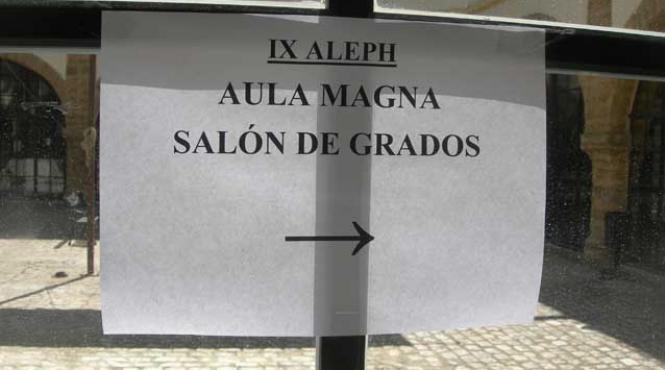 IX ALEPH
AULA MAGNA
SALÓN DE GRADOS